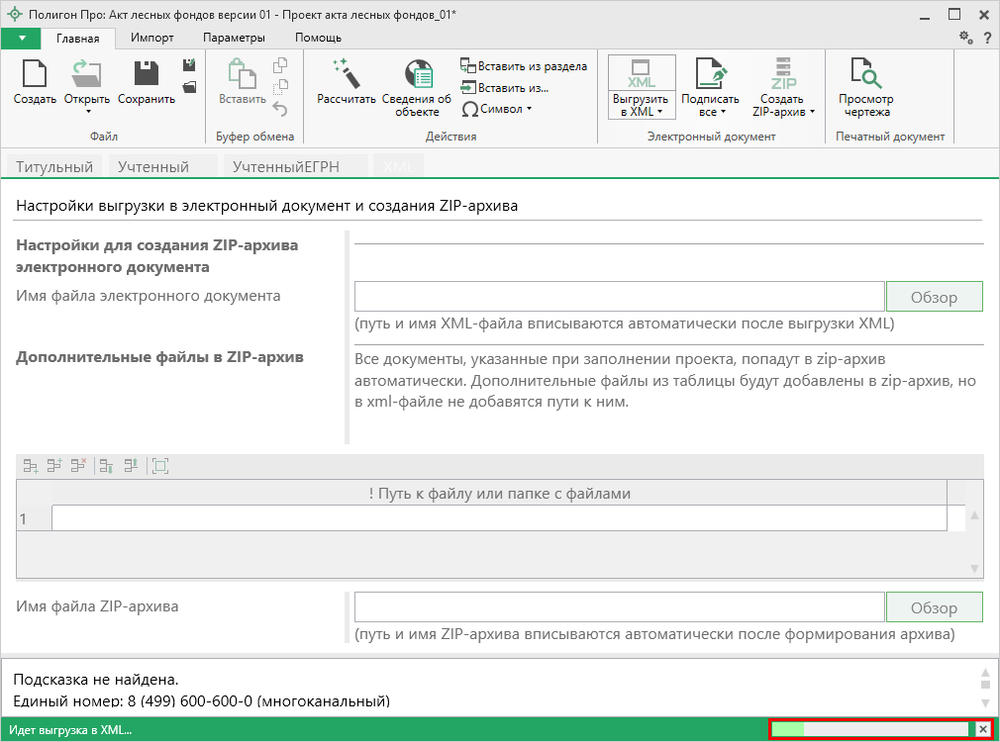 Полигон Про: Акт лесных фондов версии 01 - Проект акта лесных фондов_01*
Главная Импорт Параметры Помощь
Создать Открыть Сохранить
Файл
Вставить
Буфер обмена
Рассчитать Сведения об объекте
Вставить из раздела
Вставить из...
Символ
Действия
XML
Выгрузить
в XML
Подписать
все
ZIP
Создать
ZIP-архив
Электронный документ
Просмотр
чертежа
Печатный документ
Титульный Учтенный УчтенныйЕГРН XML
Настройки выгрузки в электронный документ и создания ZIP-архива
Настройки для создания ZIP-архива
электронного документа
Имя файла электронного документа
Обзор
(путь и имя XML-файла вписываются автоматически после выгрузки XML)
Дополнительные файлы в ZIP-архив
Все документы, указанные при заполнении проекта, попадут в zip-архив
автоматически. Дополнительные файлы из таблицы будут добавлены в zip-архив, но
в xml-файле не добавятся пути к ним.
! Путь к файлу или папке с файлами
1
Имя файла ZIP-архива
Обзор
(путь и имя ZIP-архива вписываются автоматически после формирования архива)
Подсказка не найдена.
Единый номер: 8 (499) 600-600-0 (многоканальный)
Идет выгрузка в XML...